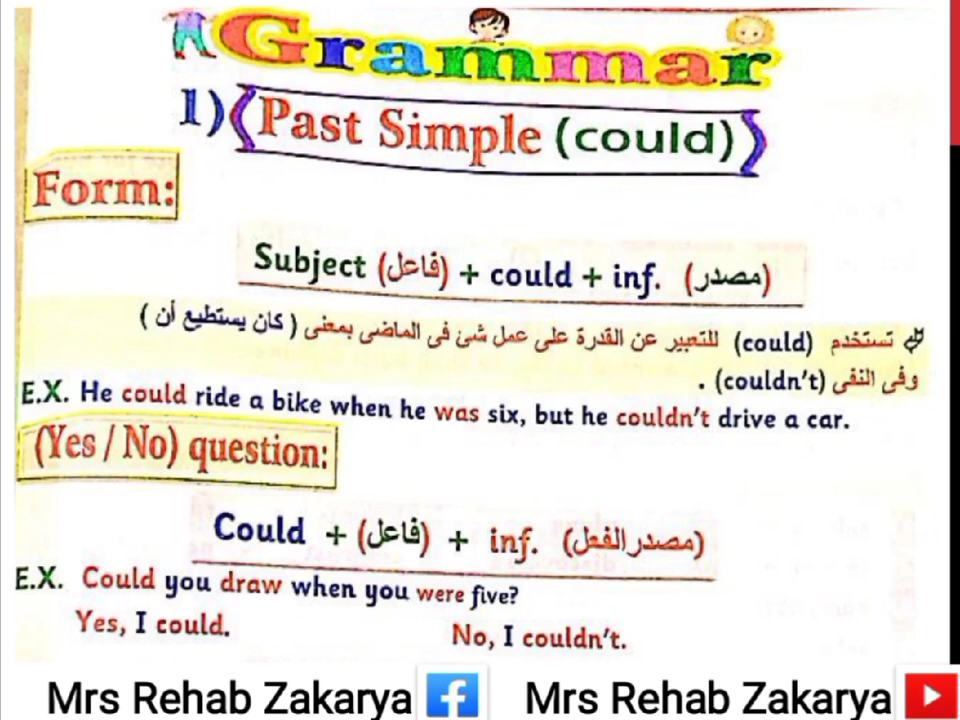 Grammar
1) Past Simple (could)
Form:
Subject (فاعل) + could + inf. (مصدر)
تستخدم (could) للتعبير عن القدرة على عمل شئ فى الماضى بمعنى ( كان يستطيع أن )
وفى النفى (couldn't) .
E.X. He could ride a bike when he was six, but he couldn't drive a car.
(Yes / No) question:
Could + (فاعل) + inf. (مصدر الفعل)
E.X. Could you draw when you were five?
Yes, I could. No, I couldn't.
Mrs Rehab Zakarya Mrs Rehab Zakarya